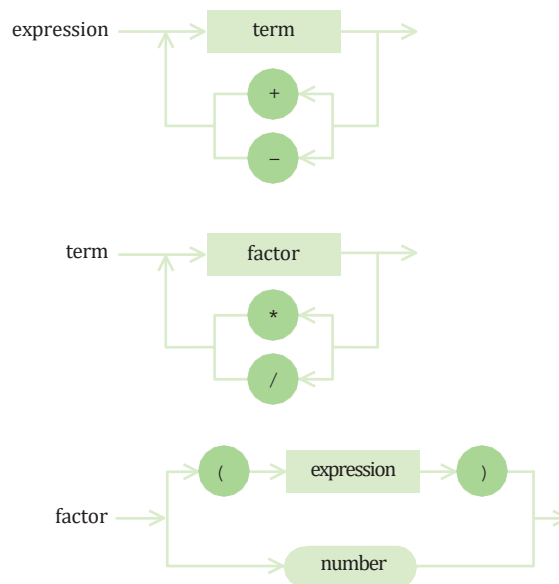 expression term
+
−
term factor
*
/
( expression )
factor
number